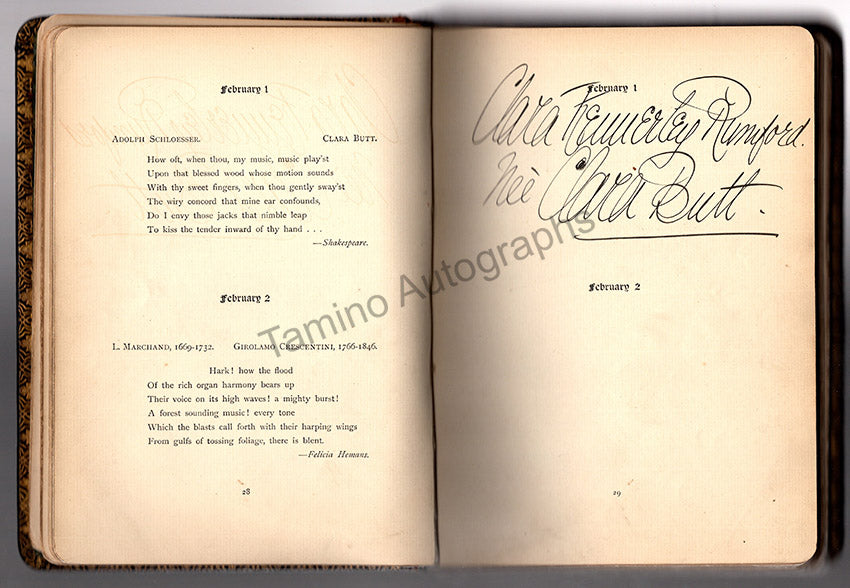 February 1
ADOLPH SCHLOESSER. CLARA BUTT.
How oft, when thou, my music, music play'st
Upon that blessed wood whose motion sounds
With thy sweet fingers, when thou gently sway'st
The wiry concord that mine ear confounds,
Do I envy those jacks that nimble leap
To kiss the tender inward of thy hand . . .
—Shakespeare.
February 2
L. MARCHAND, 1669-1732. GIROLAMO CRESCENTINI, 1766-1846.
Hark! how the flood
Of the rich organ harmony bears up
Their voice on its high waves! a mighty burst!
A forest sounding music! every tone
Which the blasts call forth with their harping wings
From gulfs of tossing foliage, there is blent.
—Felicia Hemans.
28
February 1
Clara Kennerley Rumford.
Neè Clara Butt.
February 2
29
Tamino Autographs